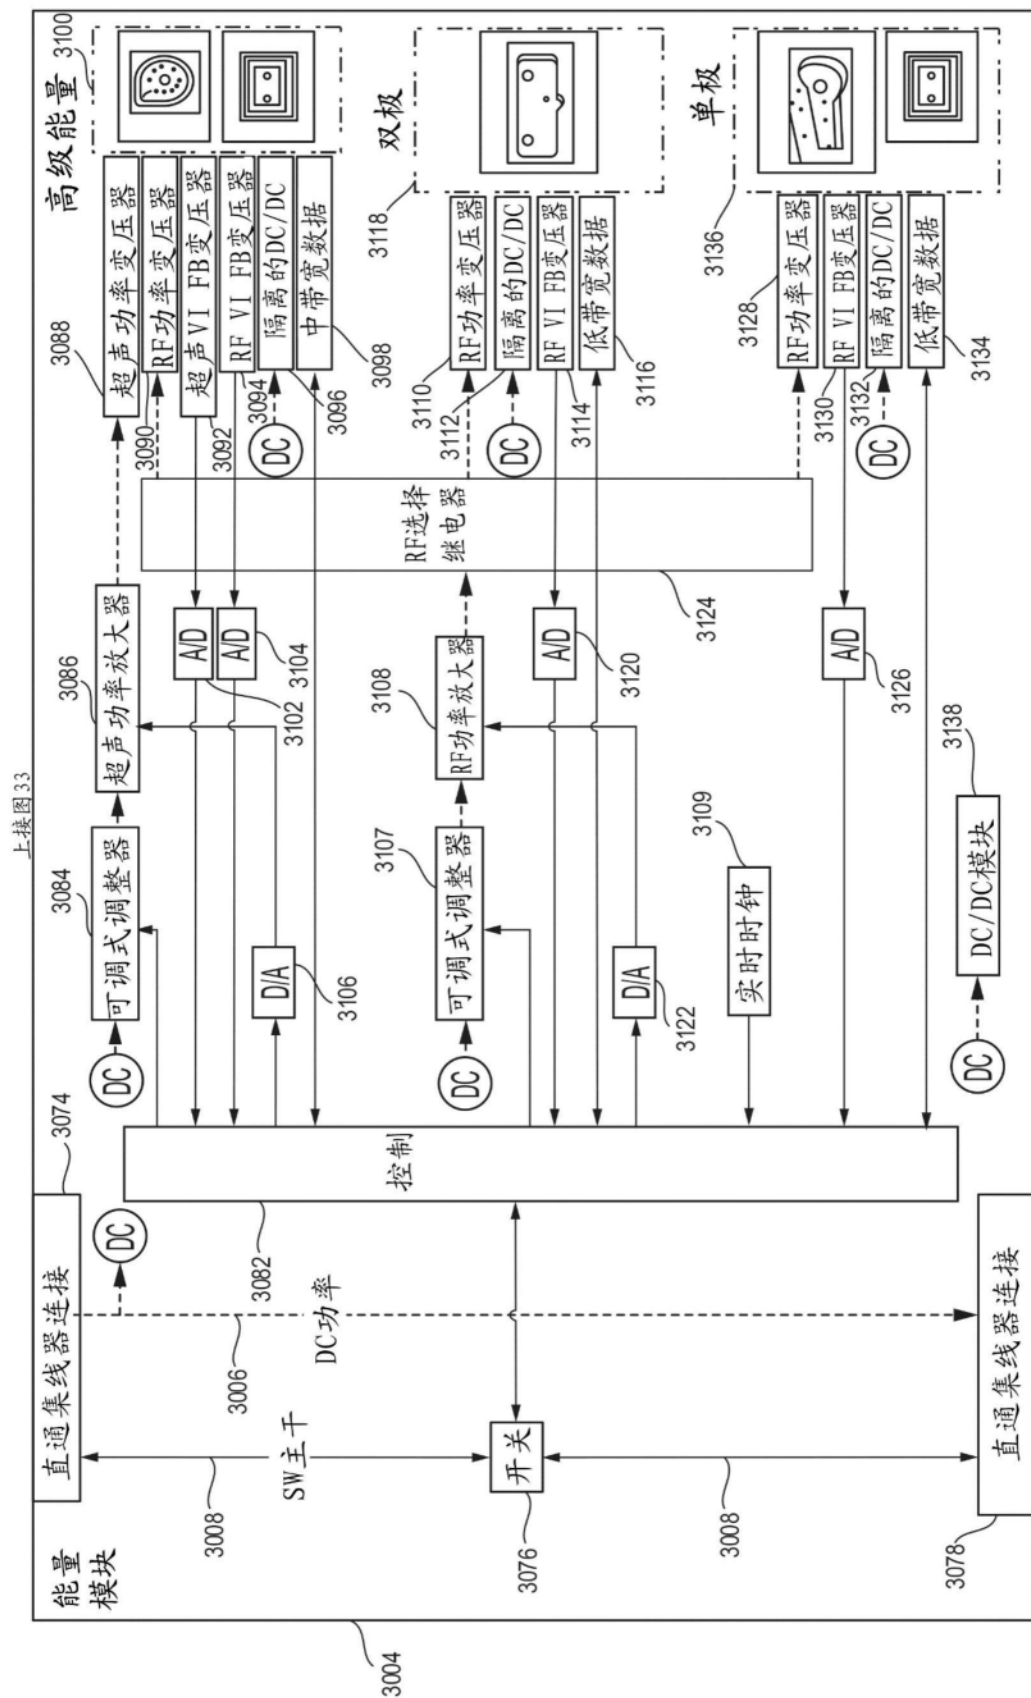 上接图33
能量
模块
3004
直通集线器连接
3074
3008
SW主干
3006
DC功率
DC
开关
3076
3008
直通集线器连接
3078
控制
3082
DC
可调式调整器
3084
超声功率放大器
3086
D/A
3106
A/D
3102
A/D
3104
DC
可调式调整器
3107
RF功率放大器
3108
D/A
3122
A/D
3120
实时时钟
3109
A/D
3126
DC
DC/DC模块
3138
RF选择
继电器
3124
高级能量
3100
超声功率变压器
3088
RF功率变压器
3090
超声VI FB变压器
3092
RF VI FB变压器
3094
隔离的DC/DC
3096
DC
中带宽数据
3098
双极
3118
RF功率变压器
3110
隔离的DC/DC
3112
DC
RF VI FB变压器
3114
低带宽数据
3116
单极
3136
RF功率变压器
3128
RF VI FB变压器
3130
隔离的DC/DC
3132
DC
低带宽数据
3134